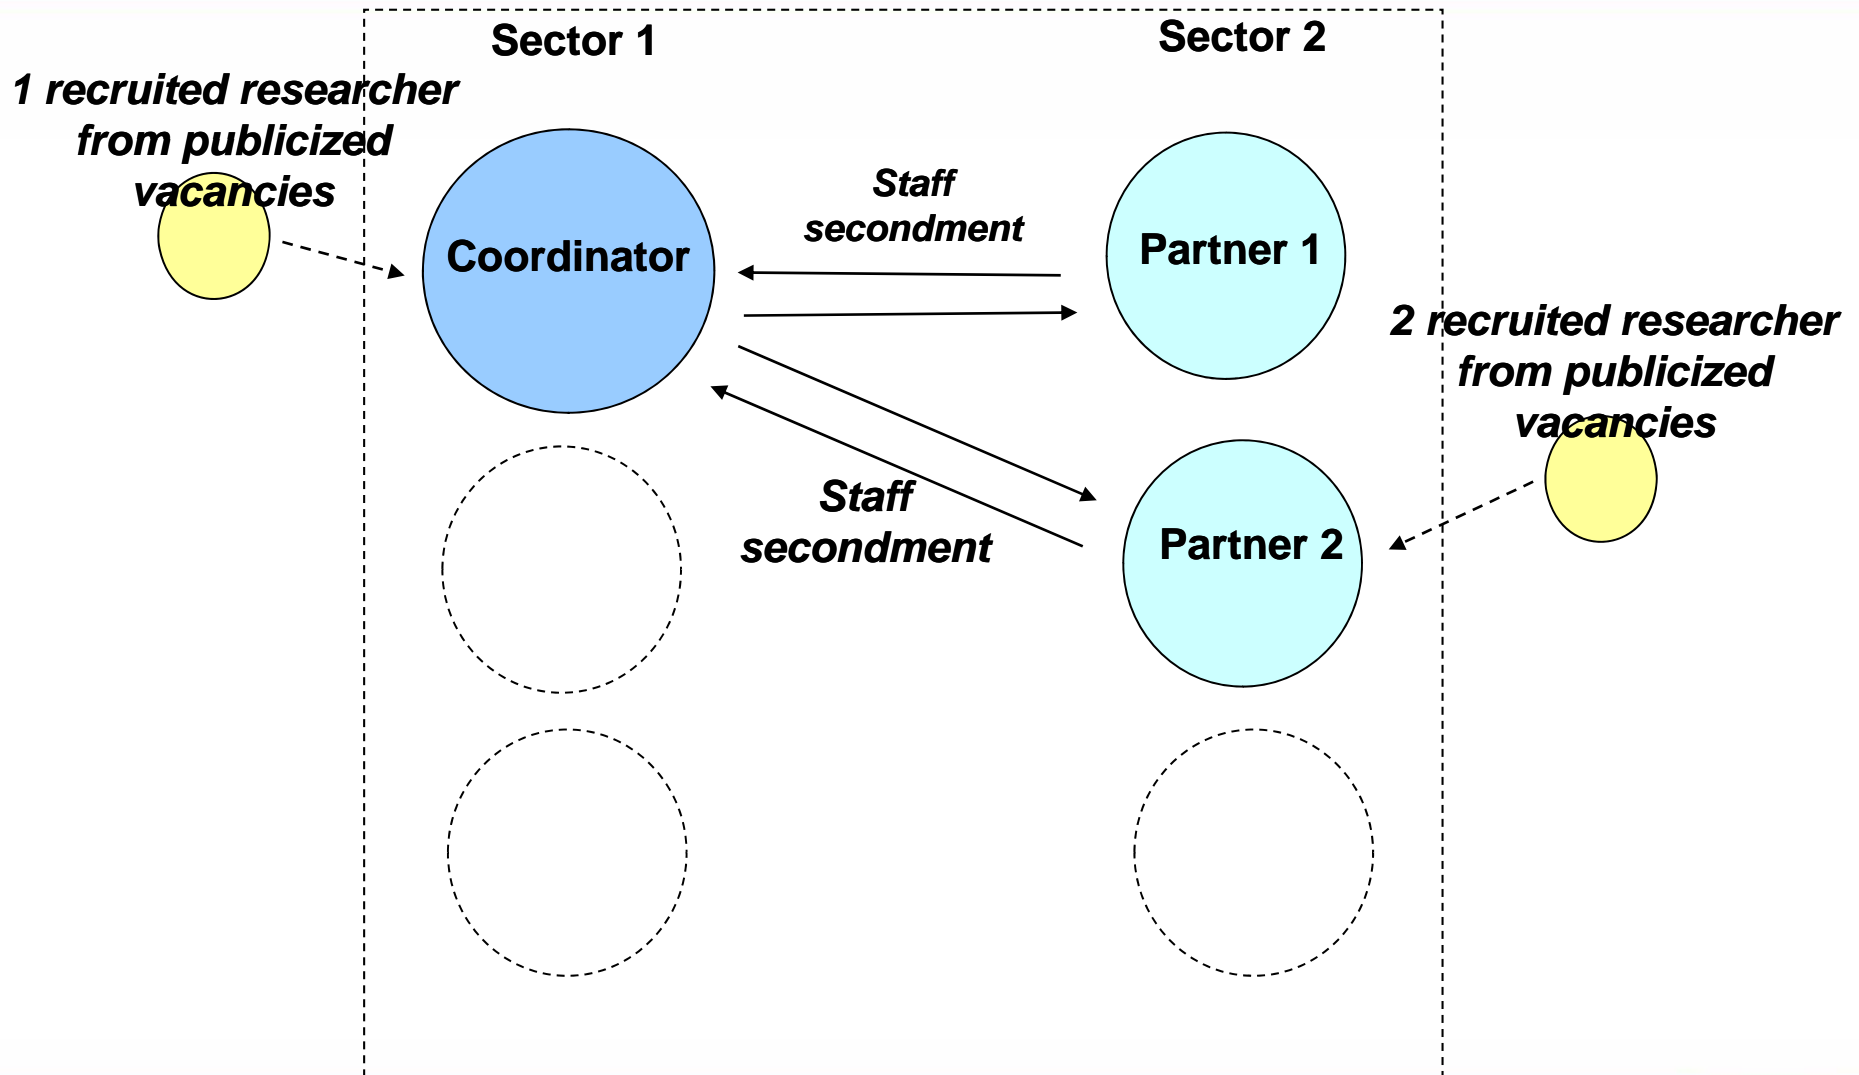 Sector 1
Sector 2
1 recruited researcher
from publicized
vacancies
Staff
secondment
Coordinator
Partner 1
2 recruited researcher
from publicized
vacancies
Staff
secondment
Partner 2